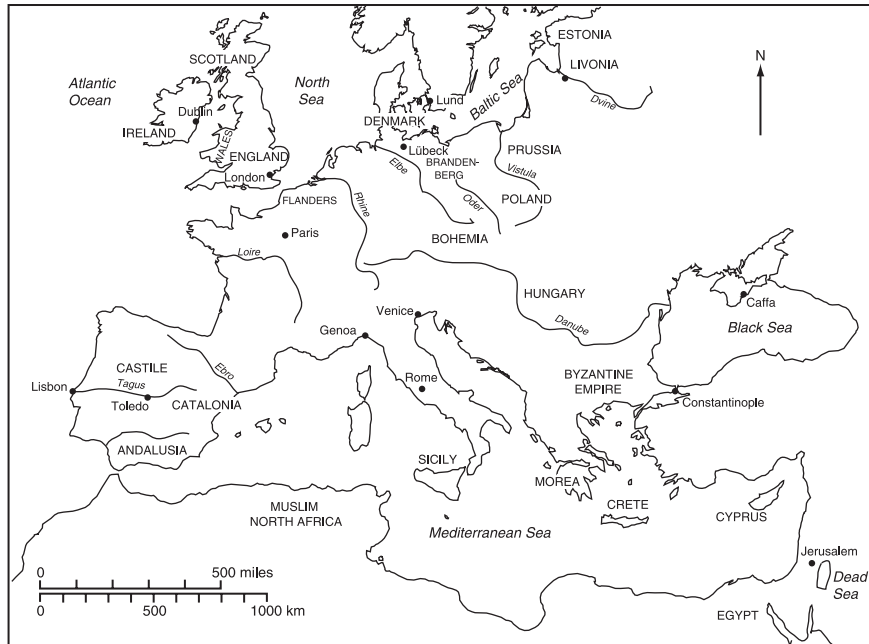 ESTONIA
SCOTLAND
LIVONIA
N
Atlantic
Ocean
North
Sea
Baltic Sea
Lund
Dvine
Dublin
DENMARK
IRELAND
WALES
Lübeck
PRUSSIA
ENGLAND
BRANDEN-
BERG
Elbe
Vistula
London
FLANDERS
Rhine
Oder
POLAND
Paris
BOHEMIA
Loire
HUNGARY
Caffa
Venice
Danube
Black Sea
Genoa
CASTILE
Ebro
BYZANTINE
EMPIRE
Lisbon
Tagus
Rome
Toledo
CATALONIA
Constantinople
ANDALUSIA
SICILY
MOREA
MUSLIM
NORTH AFRICA
CRETE
CYPRUS
Mediterranean Sea
Jerusalem
0 500 miles
Dead
Sea
0 500 1000 km
EGYPT